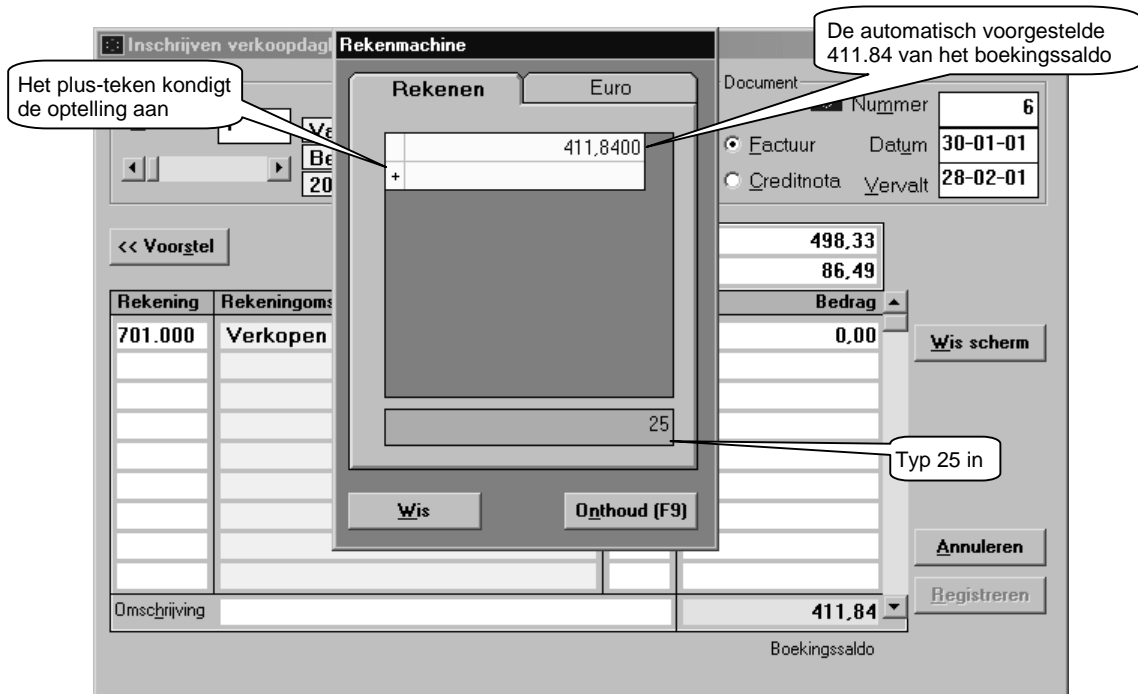 De automatisch voorgestelde
411.84 van het boekingssaldo
Inschrijven verkoopdagl
Rekenmachine
Het plus-teken kondigt
de optelling aan
Rekenen
Euro
Document
Nummer
6
411,8400
Factuur
Datum
30-01-01
+
Creditnota
Vervalt
28-02-01
Va
Be
20
<< Voorstel
498,33
86,49
Rekening
Rekeningoms
Bedrag
701.000
Verkopen
0,00
Wis scherm
25
Typ 25 in
Wis
Onthoud (F9)
Annuleren
Registreren
Omschrijving
411,84
Boekingssaldo